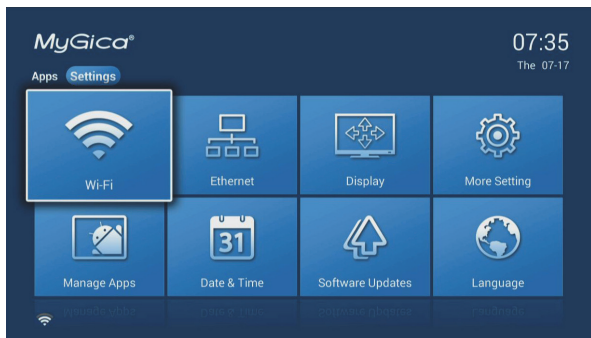 MyGica®
07:35
The 07-17
Apps Settings
Wi-Fi
Ethernet
Display
More Setting
31
Manage Apps
Date & Time
Software Updates
Language